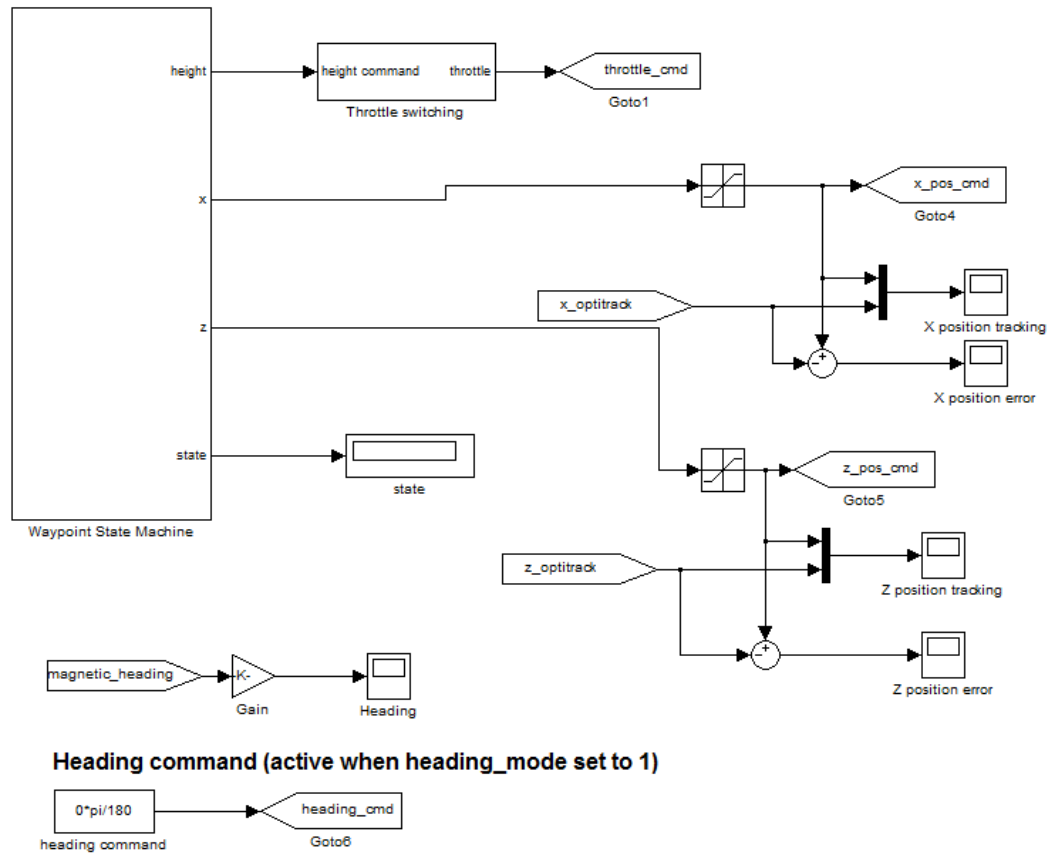 height
height command
throttle
throttle_cmd
Throttle switching
Goto1
x
x_pos_cmd
Goto4
x_optitrack
X position tracking
X position error
z
z_pos_cmd
Goto5
state
state
Waypoint State Machine
z_optitrack
Z position tracking
Z position error
magnetic_heading
-K-
Gain
Heading
Heading command (active when heading_mode set to 1)
0*pi/180
heading_cmd
heading command
Goto6